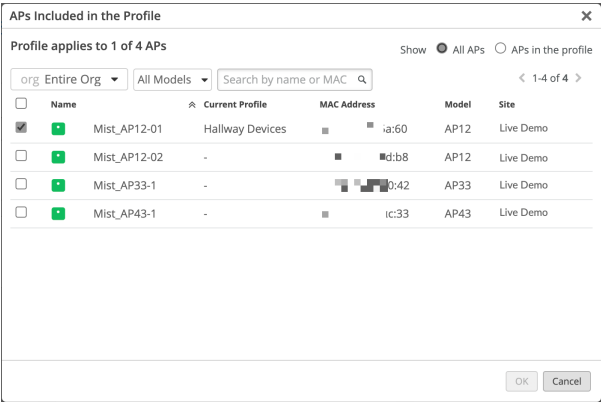 APs Included in the Profile
Profile applies to 1 of 4 APs
Show All APs APs in the profile
org Entire Org All Models Search by name or MAC 1-4 of 4
Name Current Profile MAC Address Model Site
Mist_AP12-01 Hallway Devices a:60 AP12 Live Demo
Mist_AP12-02 - d:b8 AP12 Live Demo
Mist_AP33-1 - 0:42 AP33 Live Demo
Mist_AP43-1 - c:33 AP43 Live Demo
OK Cancel